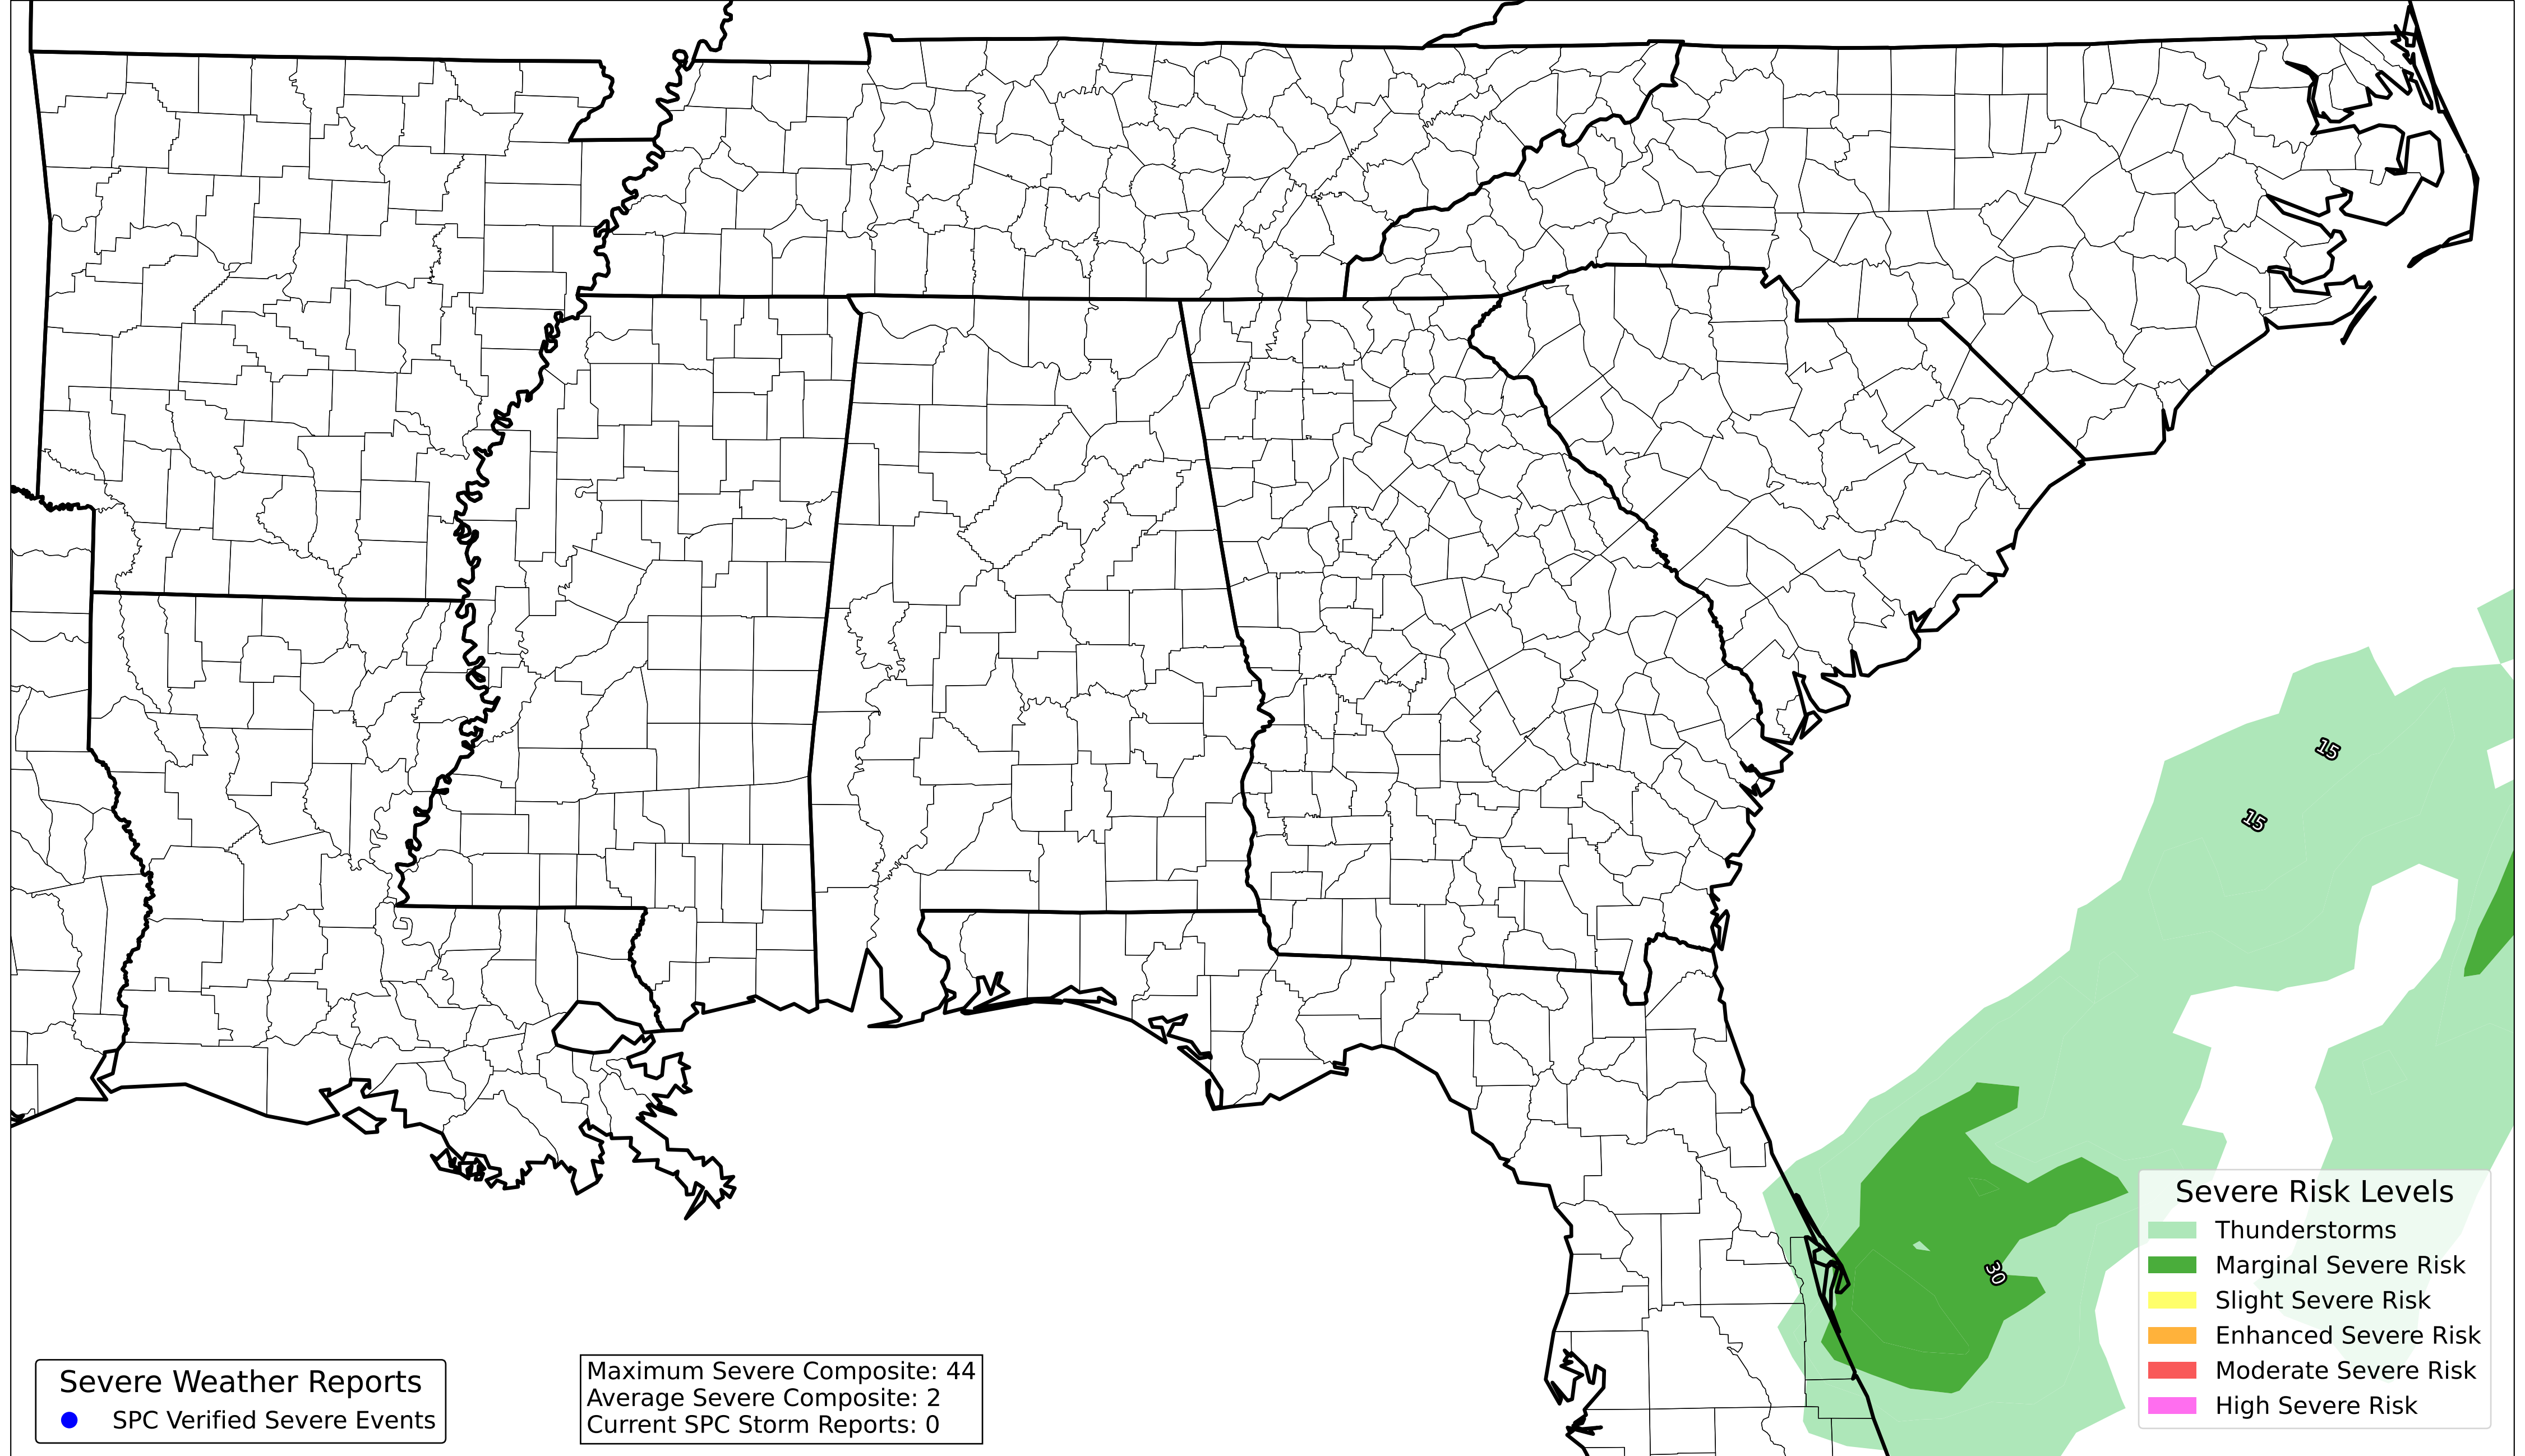 15
15
30
Severe Risk Levels
Thunderstorms
Marginal Severe Risk
Slight Severe Risk
Enhanced Severe Risk
Moderate Severe Risk
High Severe Risk
Severe Weather Reports
SPC Verified Severe Events
Maximum Severe Composite: 44
Average Severe Composite: 2
Current SPC Storm Reports: 0